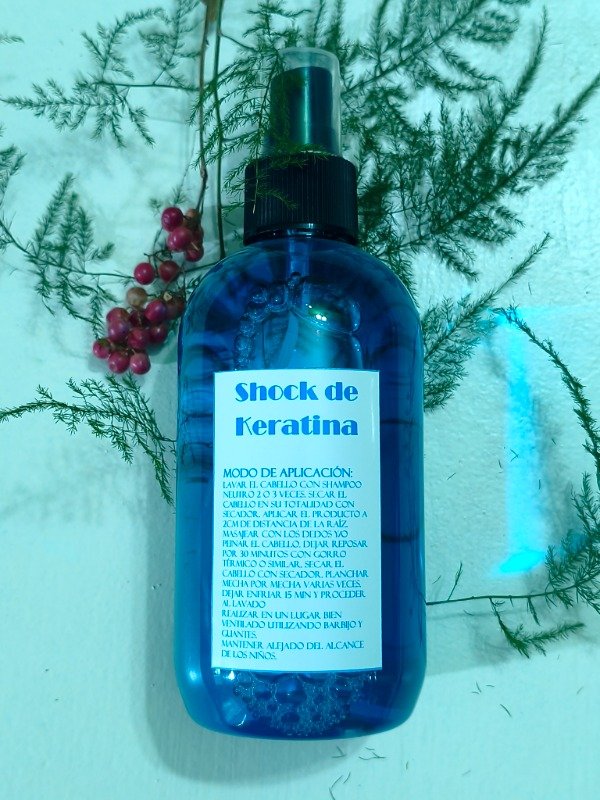 Shock de
Keratina
MODO DE APLICACIÓN:
LAVAR EL CABELLO CON SHAMPOO
NEUTRO 2 O 3 VECES. SECAR EL
CABELLO EN SU TOTALIDAD CON
SECADOR. APLICAR EL PRODUCTO A
2CM DE DISTANCIA DE LA RAÍZ.
MASAJEAR CON LOS DEDOS Y/O
PEINAR EL CABELLO. DEJAR REPOSAR
POR 30 MINUTOS CON GORRO
TÉRMICO O SIMILAR. SECAR EL
CABELLO CON SECADOR. PLANCHAR
MECHA POR MECHA VARIAS VECES.
DEJAR ENFRIAR 15 MIN Y PROCEDER
AL LAVADO
REALIZAR EN UN LUGAR BIEN
VENTILADO UTILIZANDO BARBIJO Y
GUANTES.
MANTENER ALEJADO DEL ALCANCE
DE LOS NIÑOS.